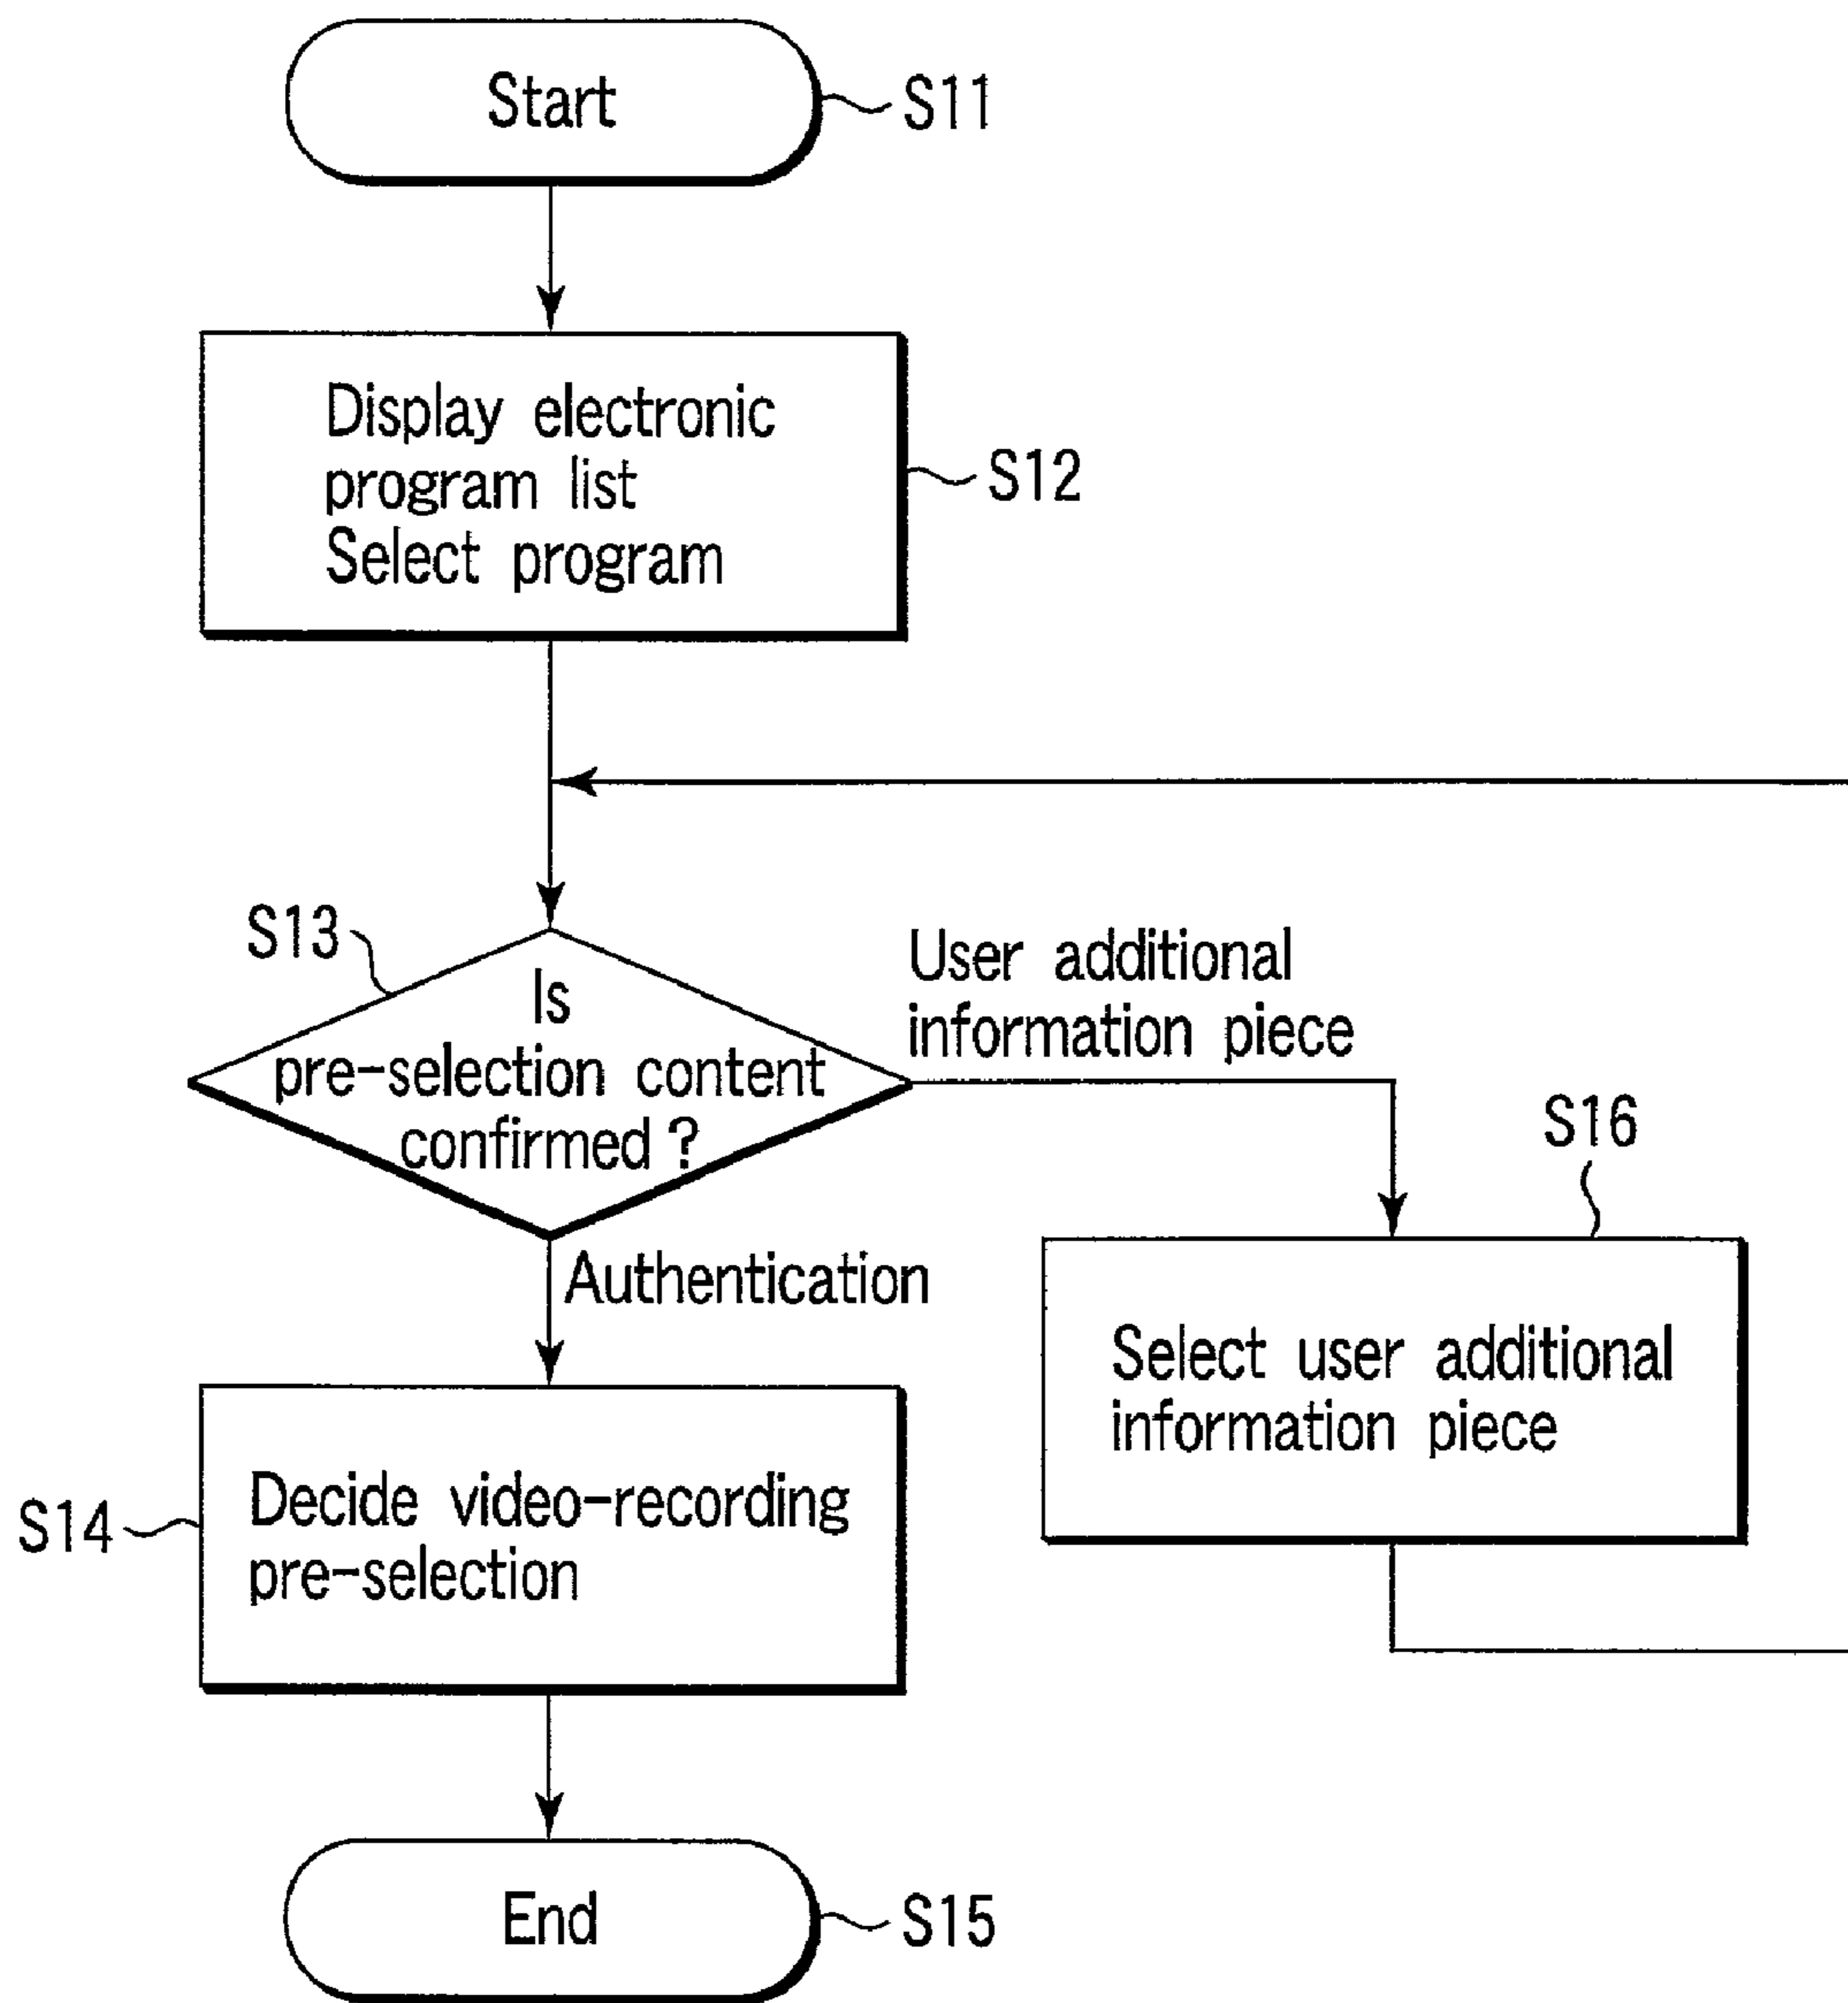 Start
S11
Display electronic
program list
Select program
S12
S13
Is
pre-selection content
confirmed ?
User additional
information piece
S16
Authentication
Select user additional
information piece
S14
Decide video-recording
pre-selection
End
S15